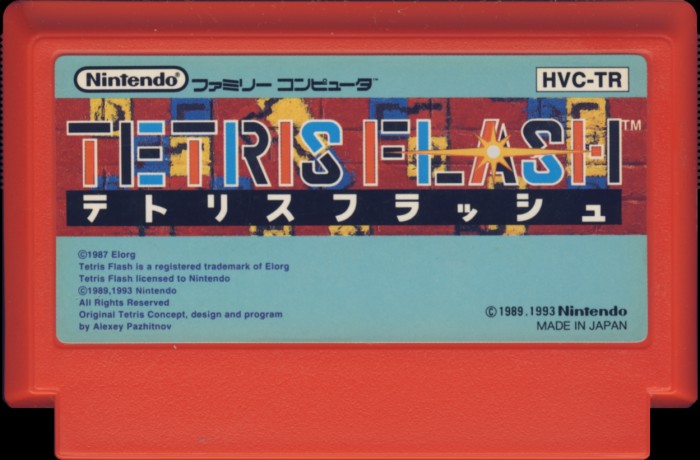 Nintendo® ファミリー コンピュータ™
HVC-TR
TETRIS FLASH™
テトリスフラッシュ
©1987 Elorg
Tetris Flash is a registered trademark of Elorg
Tetris Flash licensed to Nintendo
©1989,1993 Nintendo
All Rights Reserved
Original Tetris Concept, design and program
by Alexey Pazhitnov
©1989.1993 Nintendo
MADE IN JAPAN